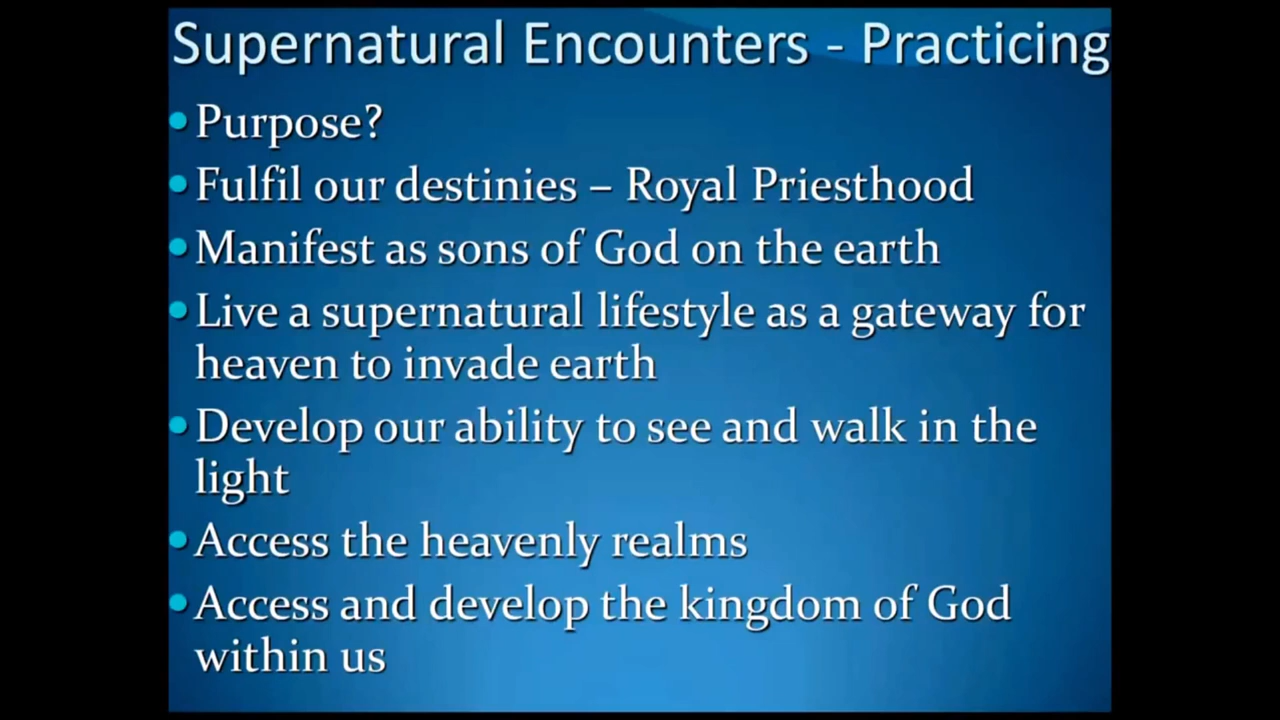 Supernatural Encounters - Practicing
• Purpose?
• Fulfil our destinies – Royal Priesthood
• Manifest as sons of God on the earth
• Live a supernatural lifestyle as a gateway for
heaven to invade earth
• Develop our ability to see and walk in the
light
• Access the heavenly realms
• Access and develop the kingdom of God
within us